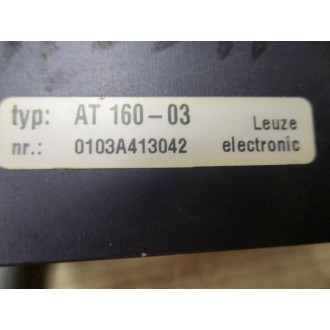 typ: AT 160-03 Leuze
nr.: 0103A413042 electronic